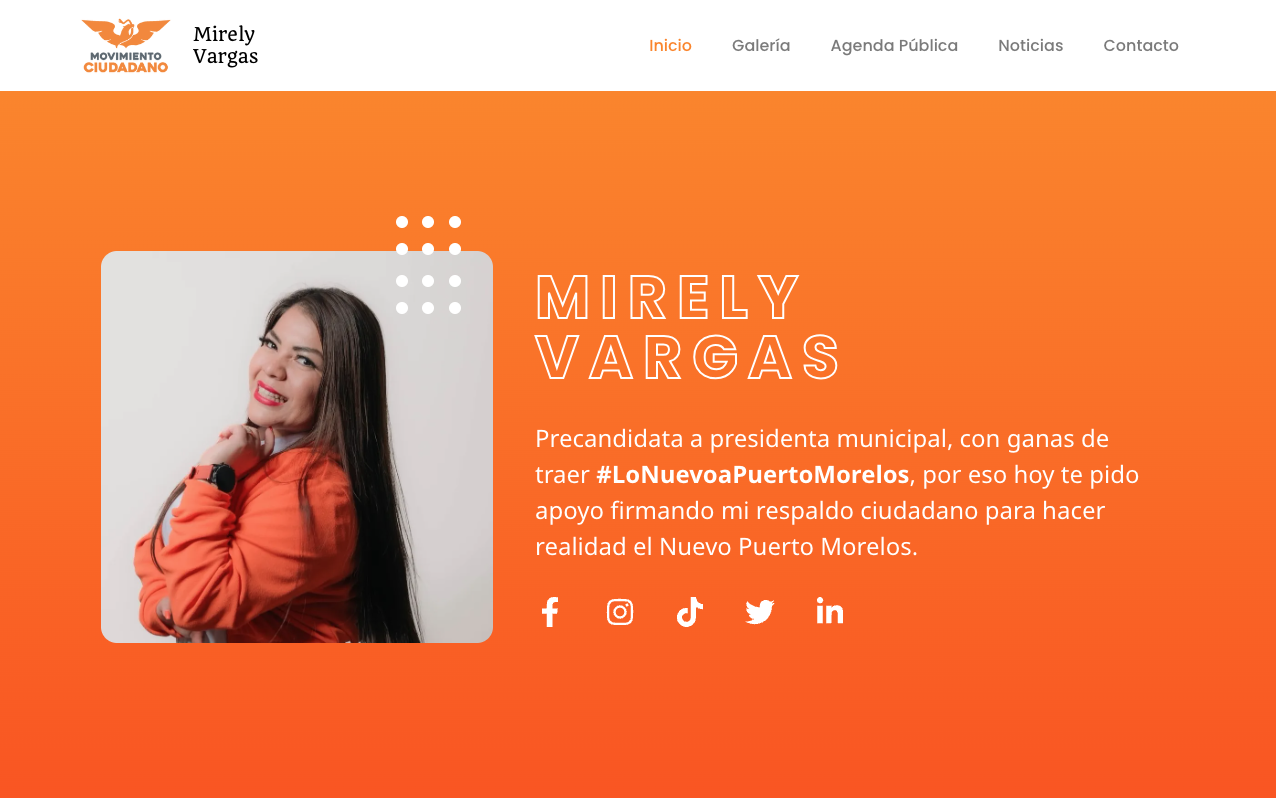 MOVIMIENTO
CIUDADANO
Mirely
Vargas
Inicio
Galería
Agenda Pública
Noticias
Contacto
MIRELY
VARGAS
Precandidata a presidenta municipal, con ganas de
traer #LoNuevoaPuertoMorelos, por eso hoy te pido
apoyo firmando mi respaldo ciudadano para hacer
realidad el Nuevo Puerto Morelos.